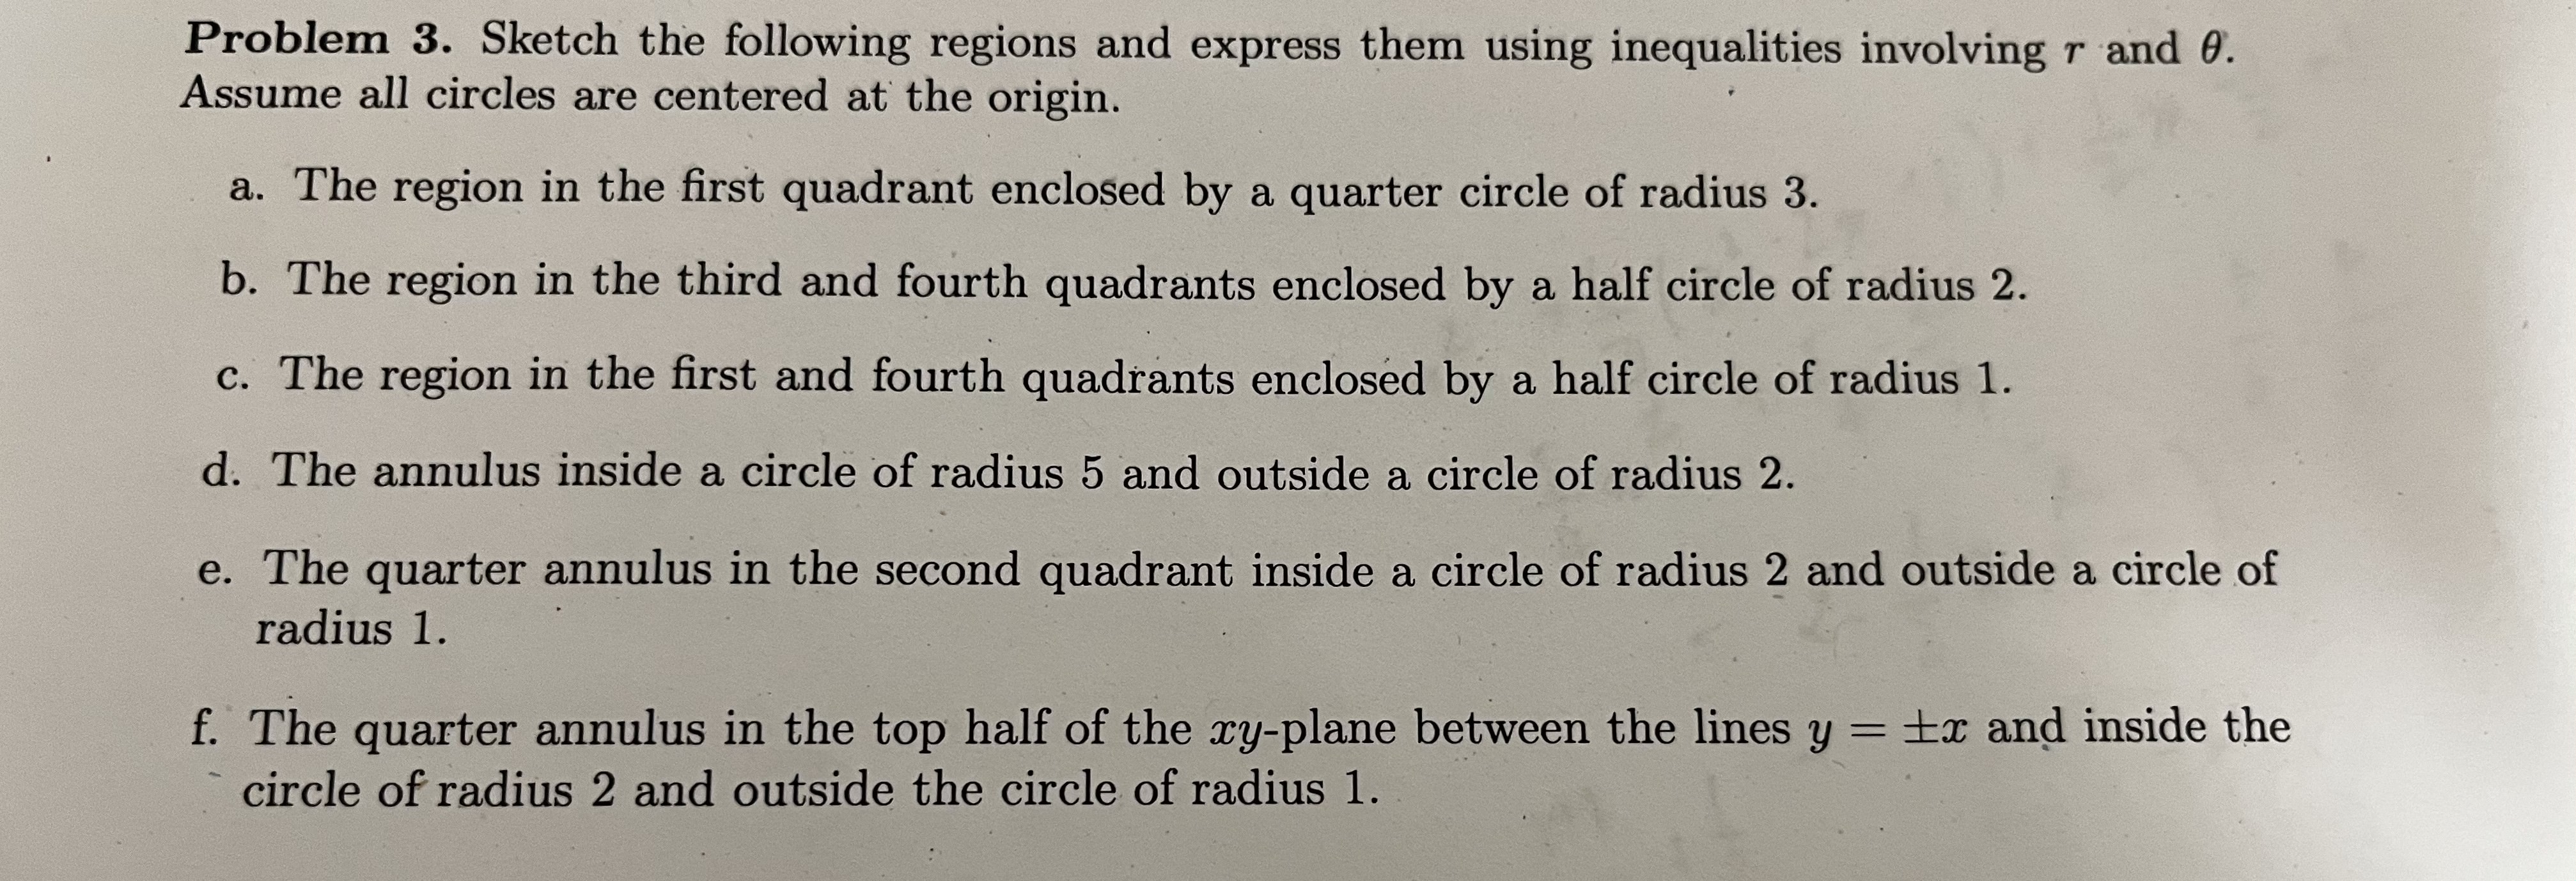 Problem 3. Sketch the following regions and express them using inequalities involving r and θ.
Assume all circles are centered at the origin.
a. The region in the first quadrant enclosed by a quarter circle of radius 3.
b. The region in the third and fourth quadrants enclosed by a half circle of radius 2.
c. The region in the first and fourth quadrants enclosed by a half circle of radius 1.
d. The annulus inside a circle of radius 5 and outside a circle of radius 2.
e. The quarter annulus in the second quadrant inside a circle of radius 2 and outside a circle of
radius 1.
f. The quarter annulus in the top half of the xy-plane between the lines y = ±x and inside the
circle of radius 2 and outside the circle of radius 1.